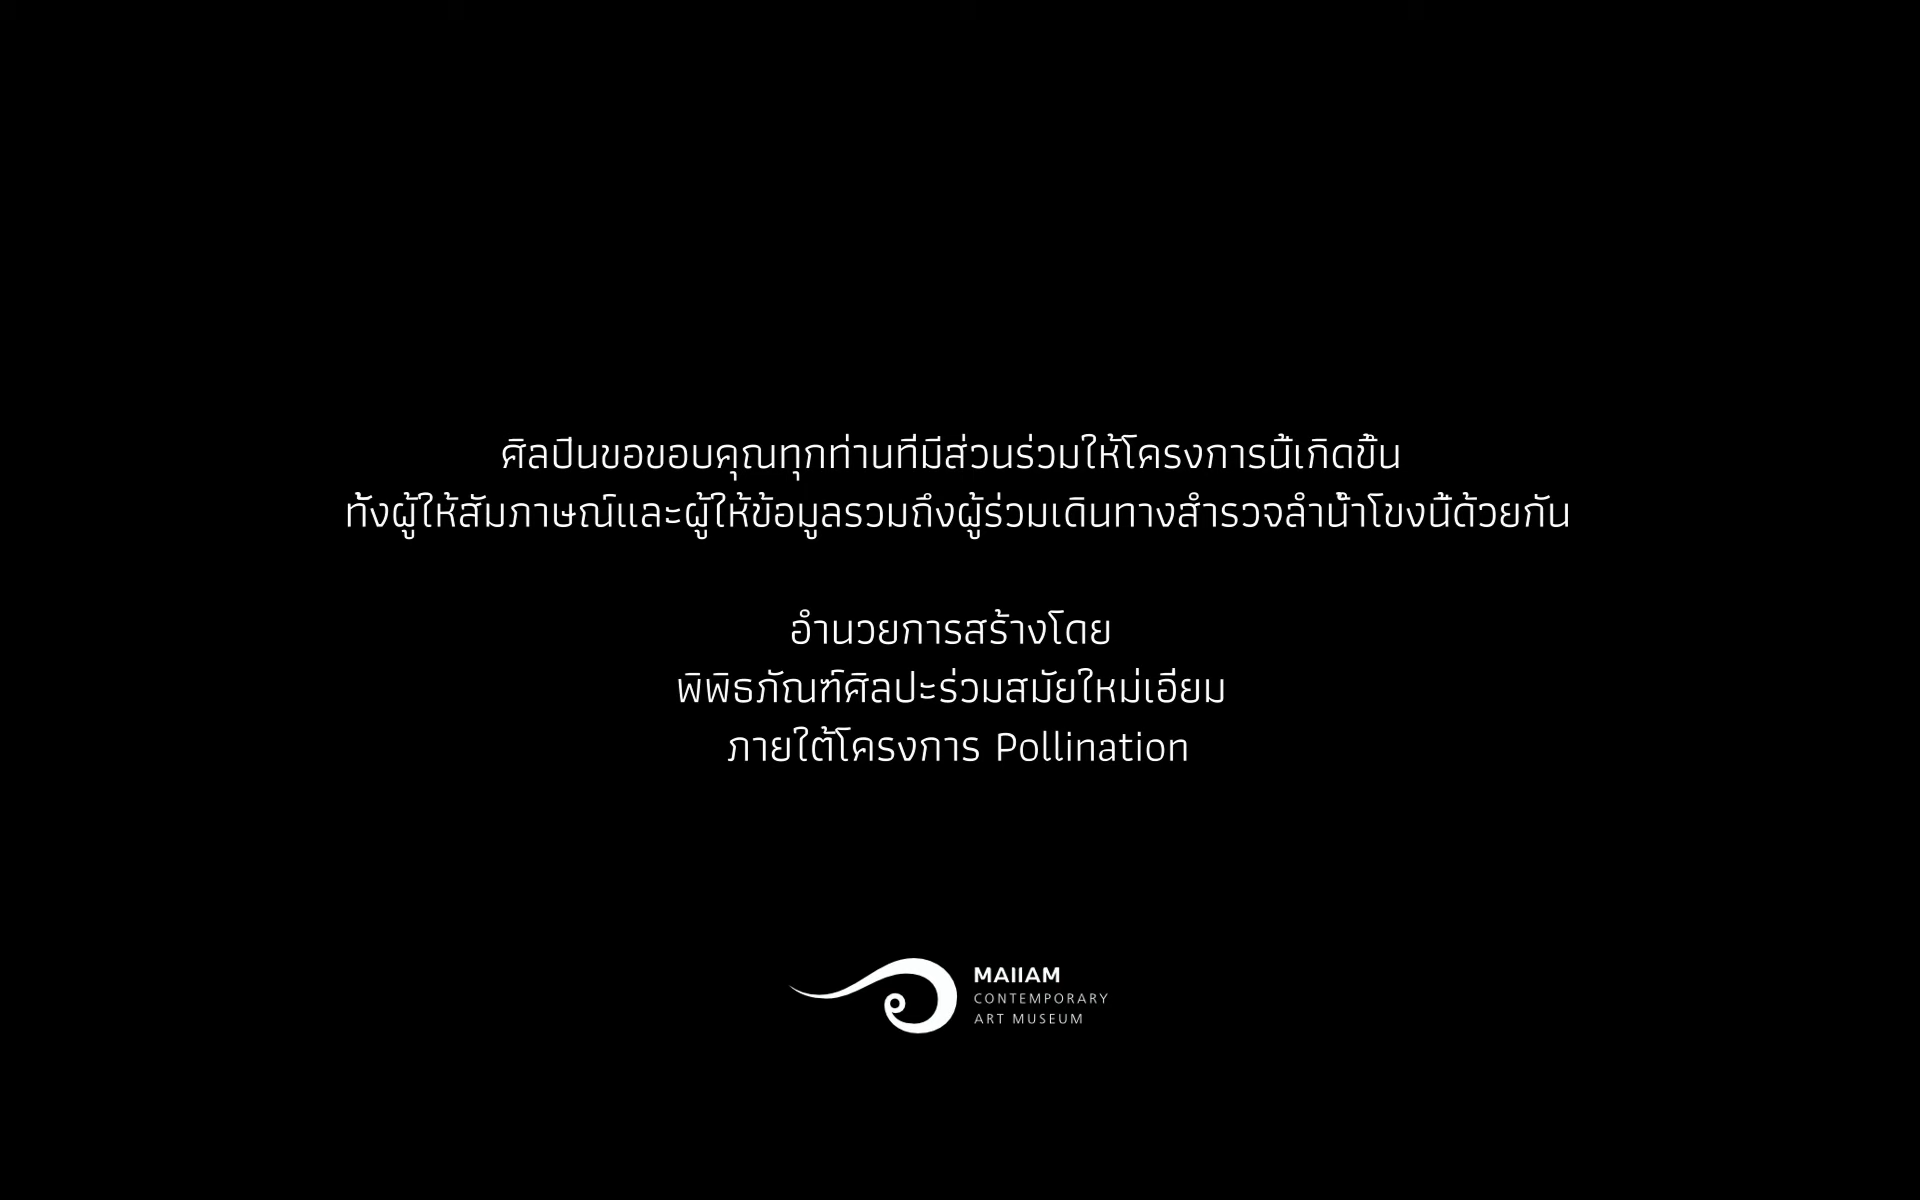 ศิลปินขอขอบคุณทุกท่านที่มีส่วนร่วมให้โครงการนี้เกิดขึ้น
ทั้งผู้ให้สัมภาษณ์และผู้ให้ข้อมูลรวมถึงผู้ร่วมเดินทางสำรวจลำน้ำโขงนี้ด้วยกัน
อำนวยการสร้างโดย
พิพิธภัณฑ์ศิลปะร่วมสมัยใหม่เอี่ยม
ภายใต้โครงการ Pollination
MAIIAM
CONTEMPORARY
ART MUSEUM